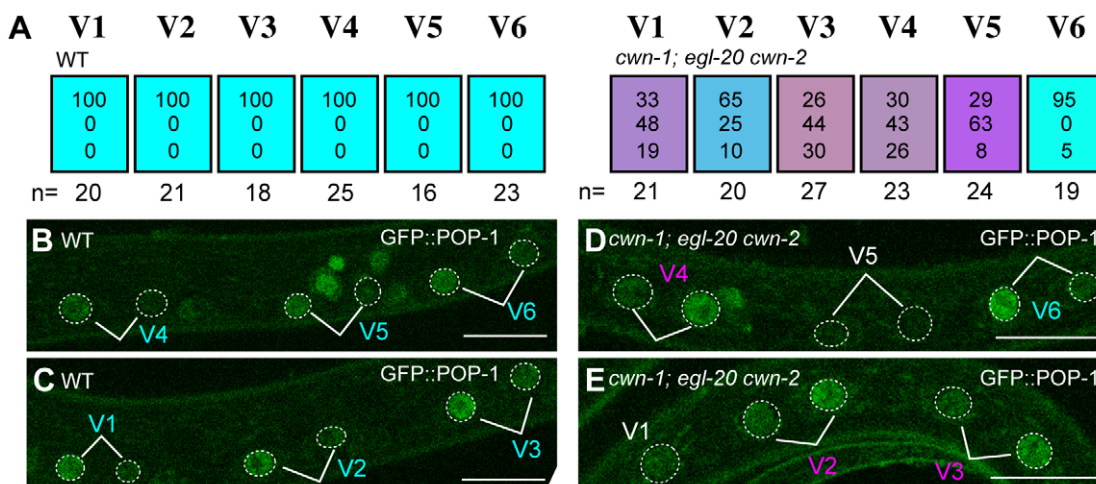 A
V1 V2 V3 V4 V5 V6
WT
100 100 100 100 100 100
0 0 0 0 0 0
0 0 0 0 0 0
n= 20 21 18 25 16 23
V1 V2 V3 V4 V5 V6
cwn-1; egl-20 cwn-2
33 65 26 30 29 95
48 25 44 43 63 0
19 10 30 26 8 5
n= 21 20 27 23 24 19
B WT GFP::POP-1
V4 V5 V6
C WT GFP::POP-1
V1 V2 V3
D cwn-1; egl-20 cwn-2 GFP::POP-1
V4 V5 V6
E cwn-1; egl-20 cwn-2 GFP::POP-1
V1 V2 V3